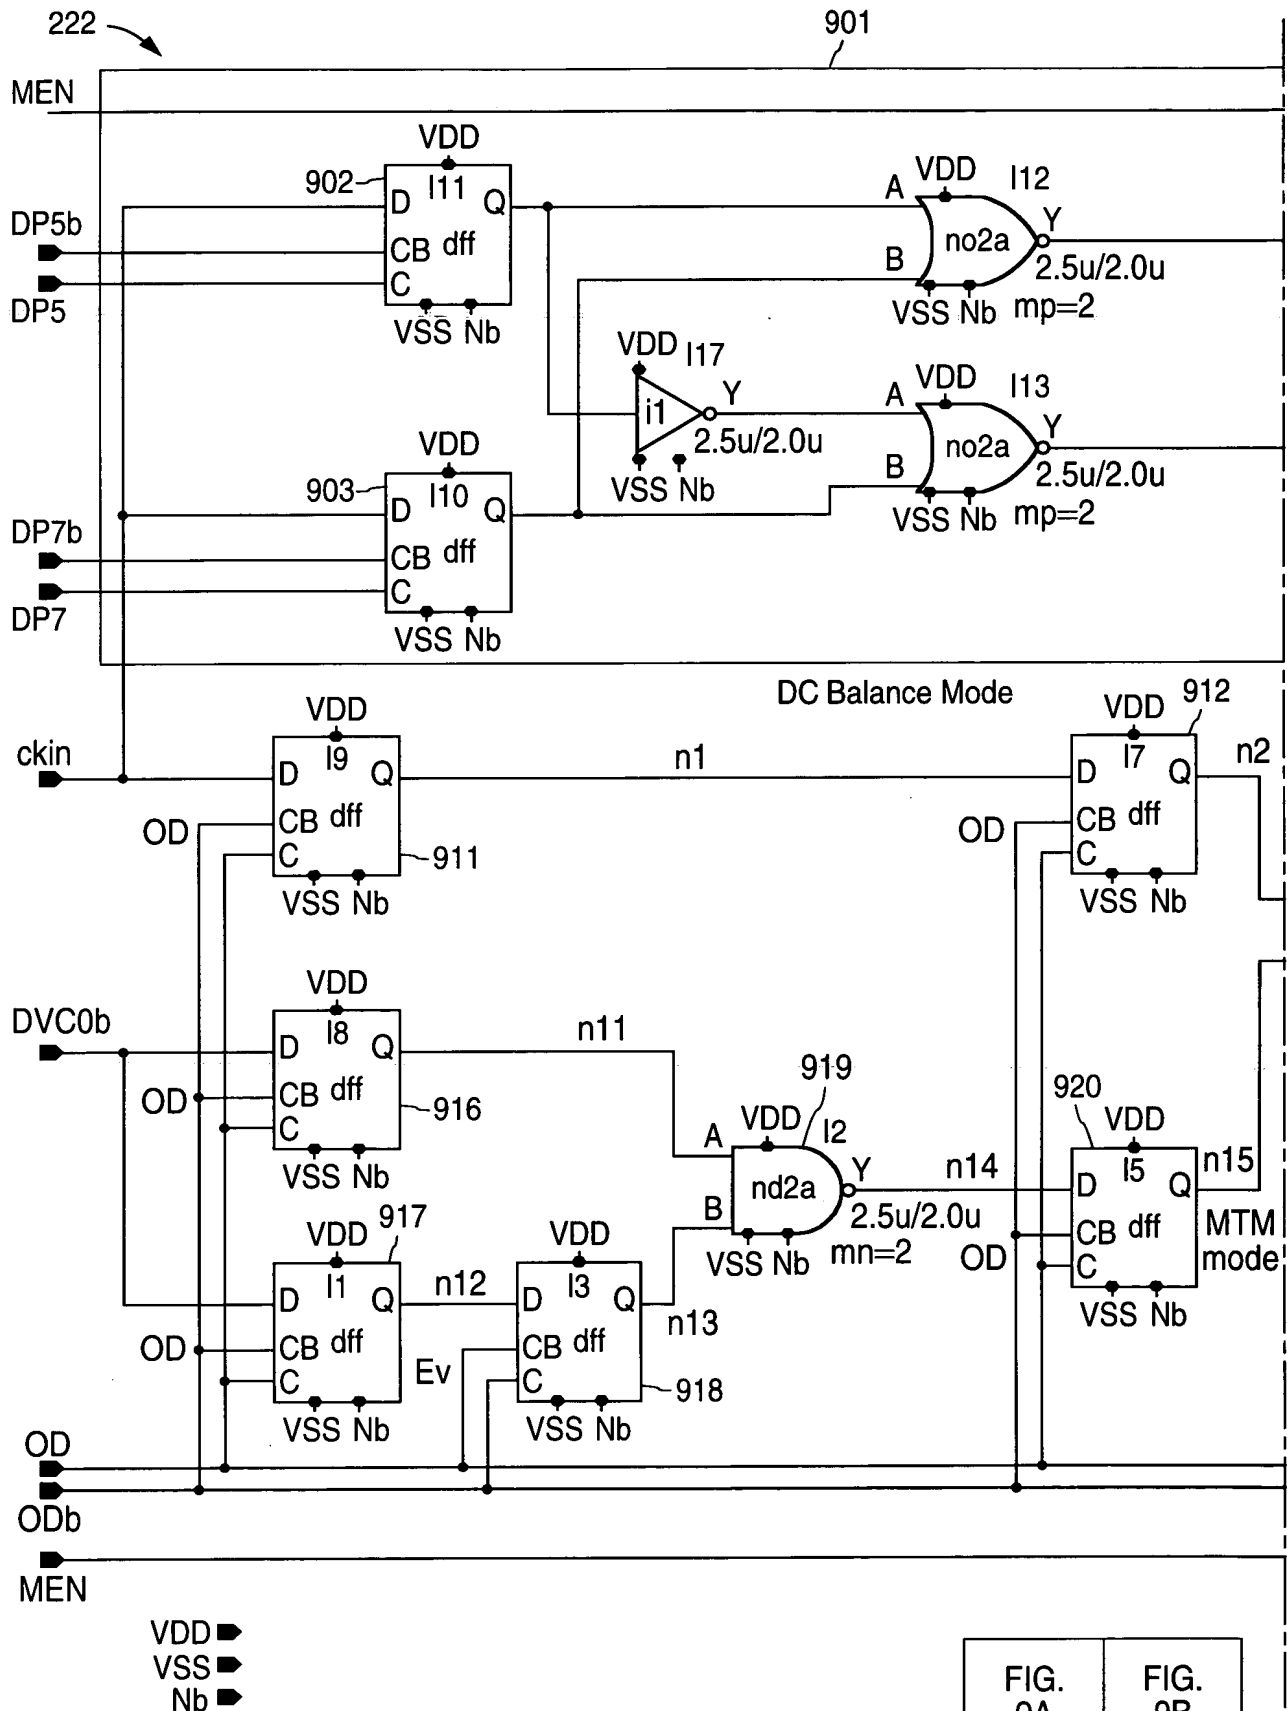 222
901
MEN
VDD
902
I11
D
Q
DP5b
CB dff
C
DP5
VSS Nb
VDD
I12
A
Y
no2a
B
2.5u/2.0u
VSS Nb
mp=2
VDD
I17
i1
Y
2.5u/2.0u
VSS Nb
VDD
I13
A
Y
no2a
B
2.5u/2.0u
VSS Nb
mp=2
VDD
903
I10
D
Q
DP7b
CB dff
C
DP7
VSS Nb
DC Balance Mode
VDD
ckin
I9
D
Q
n1
OD
CB dff
C
911
VSS Nb
912
VDD
I7
D
Q
n2
OD
CB dff
C
VSS Nb
VDD
DVC0b
I8
D
Q
n11
OD
CB dff
C
916
VSS Nb
919
VDD
I2
A
Y
nd2a
B
n14
2.5u/2.0u
VSS Nb
mn=2
920
VDD
I5
D
Q
n15
OD
CB dff
C
MTM
mode
VSS Nb
917
VDD
I1
D
Q
n12
OD
CB dff
C
Ev
VSS Nb
VDD
I3
D
Q
n13
CB dff
C
918
VSS Nb
OD
ODb
MEN
VDD
VSS
Nb
FIG.
9A
FIG.
9B